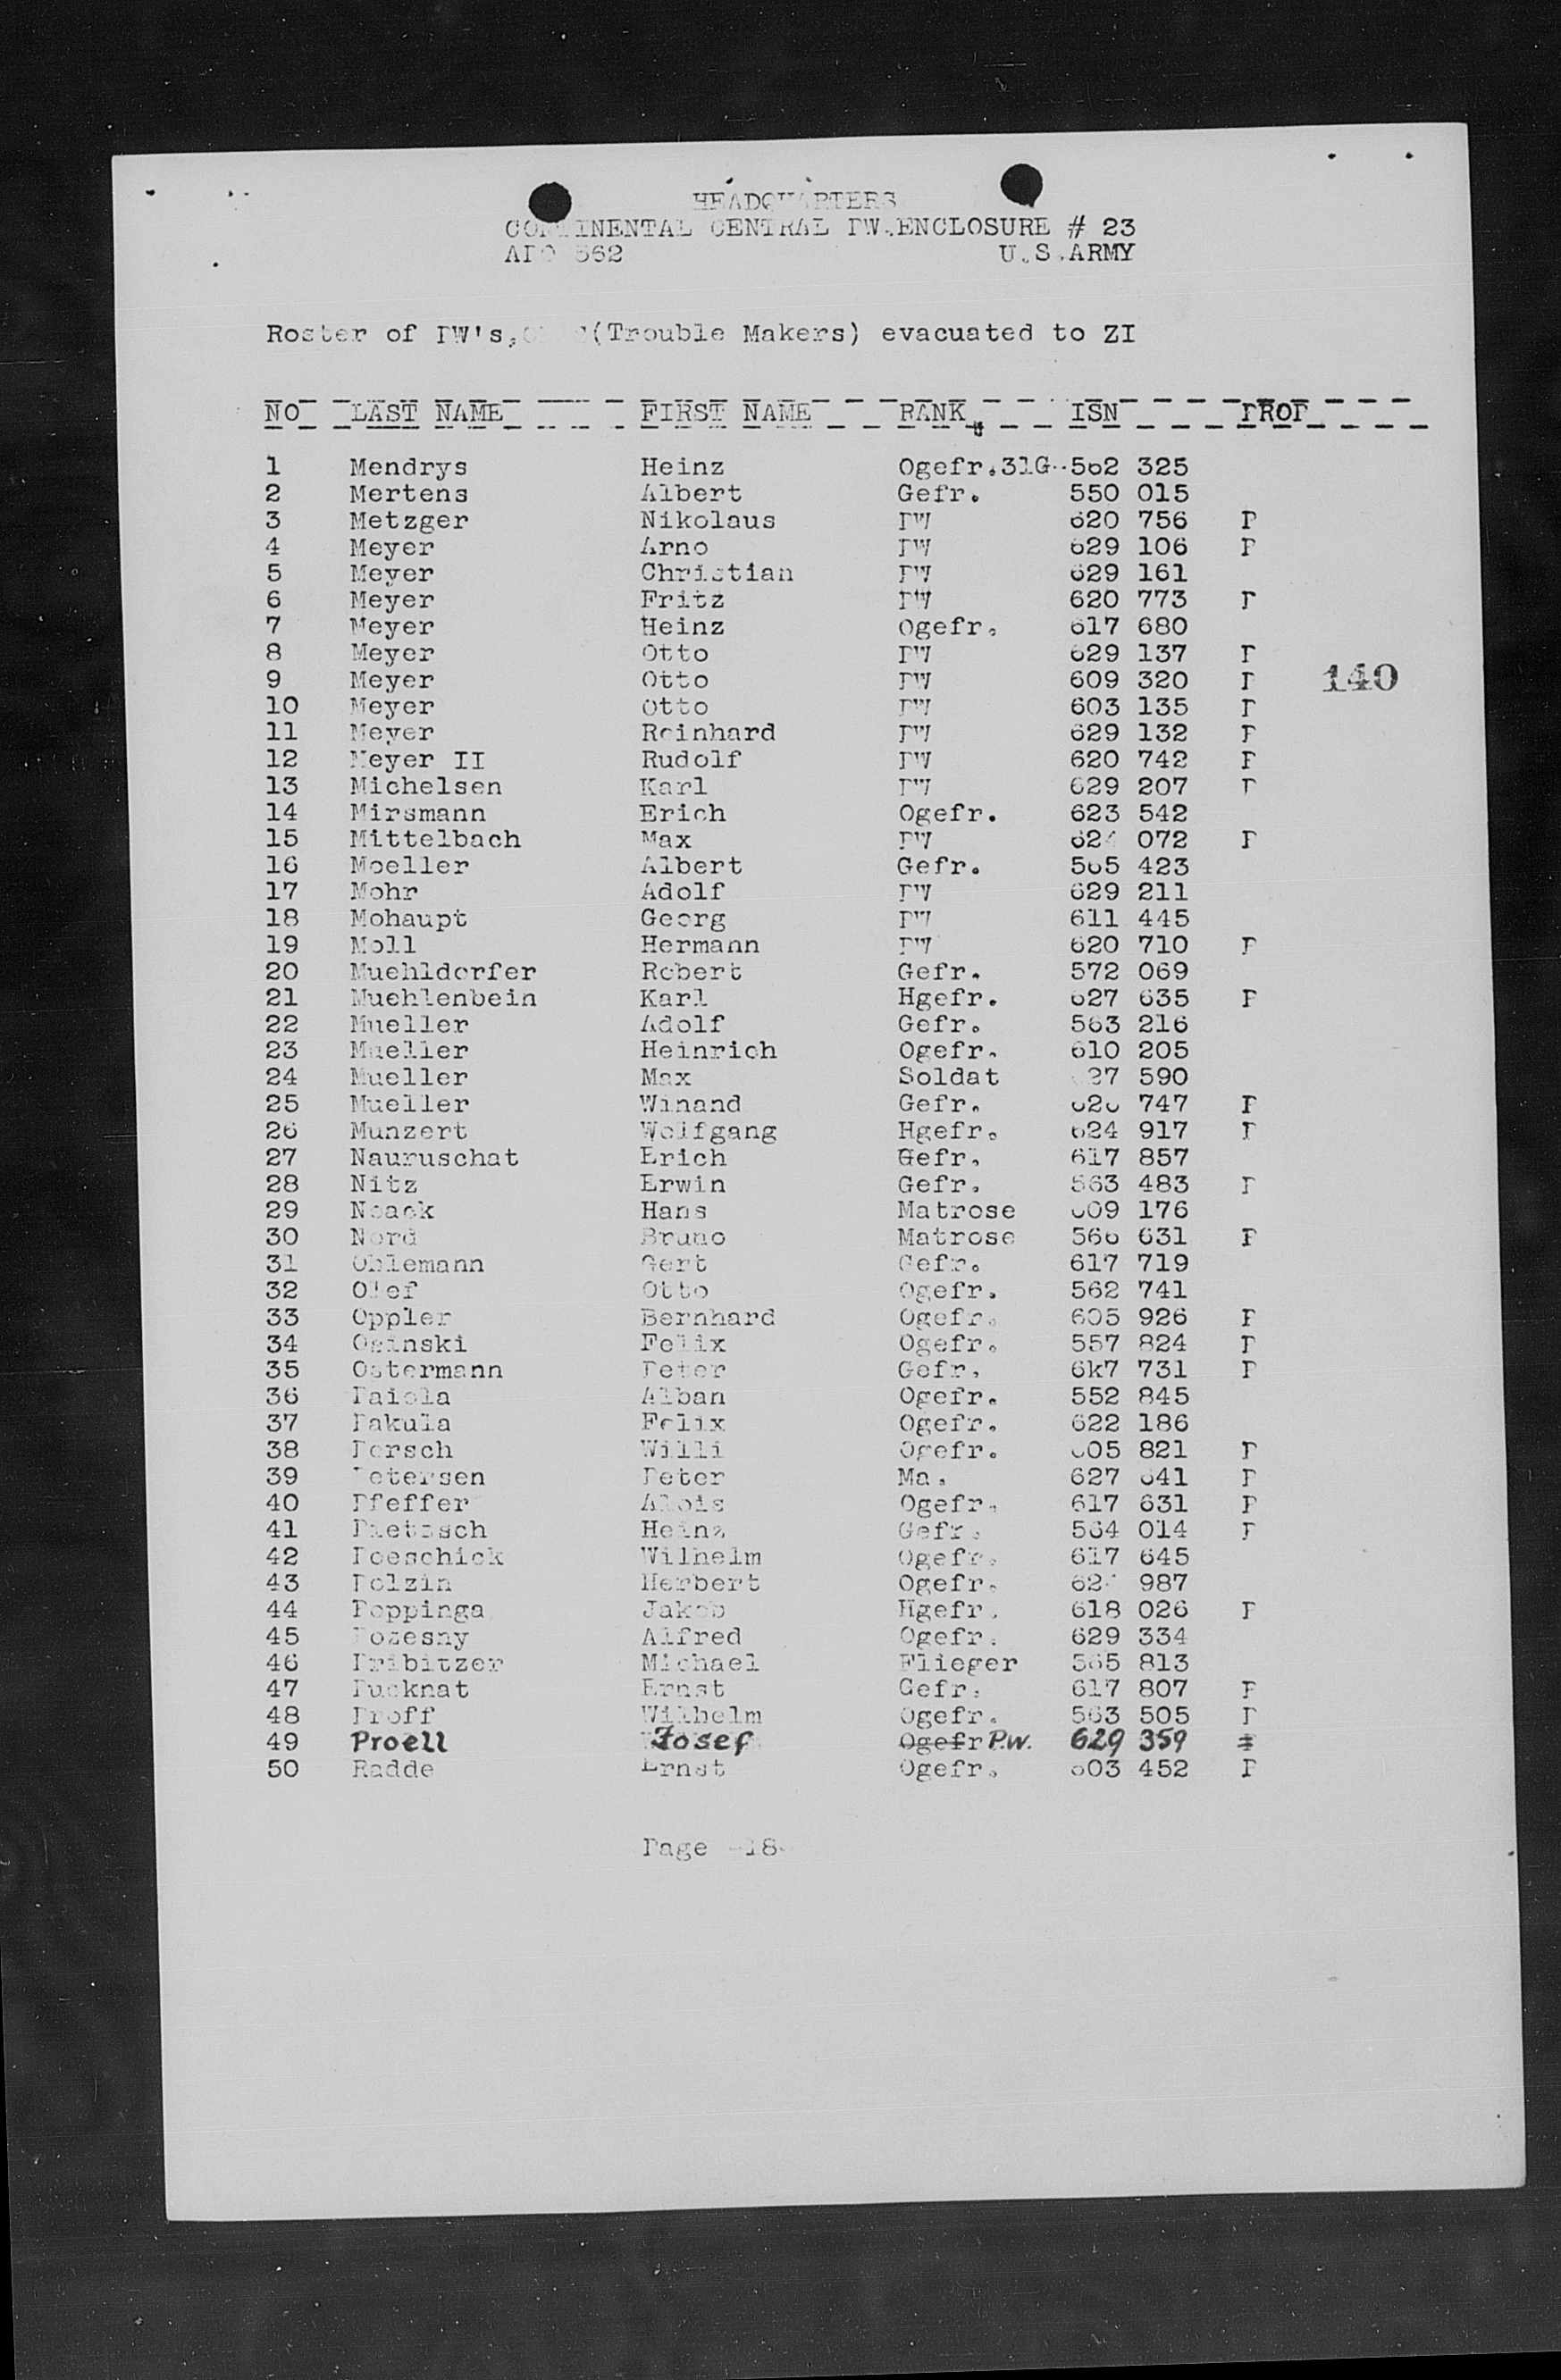 HEADQUARTERS
CONTINENTAL CENTRAL PW.ENCLOSURE # 23
APO 562 U.S.ARMY
Roster of PW's, (Trouble Makers) evacuated to ZI
NO LAST NAME FIRST NAME RANK ISN PROP
1 Mendrys Heinz Ogefr.31G-562 325
2 Mertens Albert Gefr. 550 015
3 Metzger Nikolaus PW 620 756 P
4 Meyer Arno PW 629 106 P
5 Meyer Christian PW 629 161
6 Meyer Fritz PW 620 773 P
7 Meyer Heinz Ogefr. 617 680
8 Meyer Otto PW 629 137 P
9 Meyer Otto PW 609 320 P 140
10 Meyer Otto PW 603 135 P
11 Meyer Reinhard PW 629 132 P
12 Meyer II Rudolf PW 620 742 P
13 Michelsen Karl PW 629 207 P
14 Mirsmann Erich Ogefr. 623 542
15 Mittelbach Max PW 624 072 P
16 Moeller Albert Gefr. 565 423
17 Mohr Adolf PW 629 211
18 Mohaupt Georg PW 611 445
19 Moll Hermann PW 620 710 P
20 Muehldorfer Robert Gefr. 572 069
21 Muehlenbein Karl Hgefr. 627 635 P
22 Mueller Adolf Gefr. 563 216
23 Mueller Heinrich Ogefr. 610 205
24 Mueller Max Soldat 590
25 Mueller Winand Gefr. 626 747 P
26 Munzert Wolfgang Hgefr. 624 917 P
27 Nauruschat Erich Gefr. 617 857
28 Nitz Erwin Gefr. 563 483 P
29 Noack Hans Matrose 609 176
30 Nord Bruno Matrose 566 631 P
31 Ohlemann Gert Gefr. 617 719
32 Otto Ogefr. 562 741
33 Oppler Bernhard Ogefr. 605 926 P
34 Osinski Felix Ogefr. 557 824 P
35 Ostermann Peter Gefr. 6k7 731 P
36 Alban Ogefr. 552 845
37 Pakula Felix Ogefr. 622 186
38 Persch Willi Ogefr. 605 821 P
39 Petersen Peter Ma. 627 641 P
40 Pfeffer Alois Ogefr. 617 631 P
41 Pietzsch Heinz Gefr. 564 014 P
42 Poeschick Wilhelm Ogefr. 617 645
43 Polzin Herbert Ogefr. 987
44 Poppinga Jakob Hgefr. 618 026 P
45 Pozesny Alfred Ogefr. 629 334
46 Pribitzer Michael Flieger 565 813
47 Pucknat Ernst Gefr. 617 807 P
48 Proff Wilhelm Ogefr. 563 505 P
49 Proell Josef Ogefr P.W. 629 359
50 Radde Ernst Ogefr. 603 452 P
Page -18-